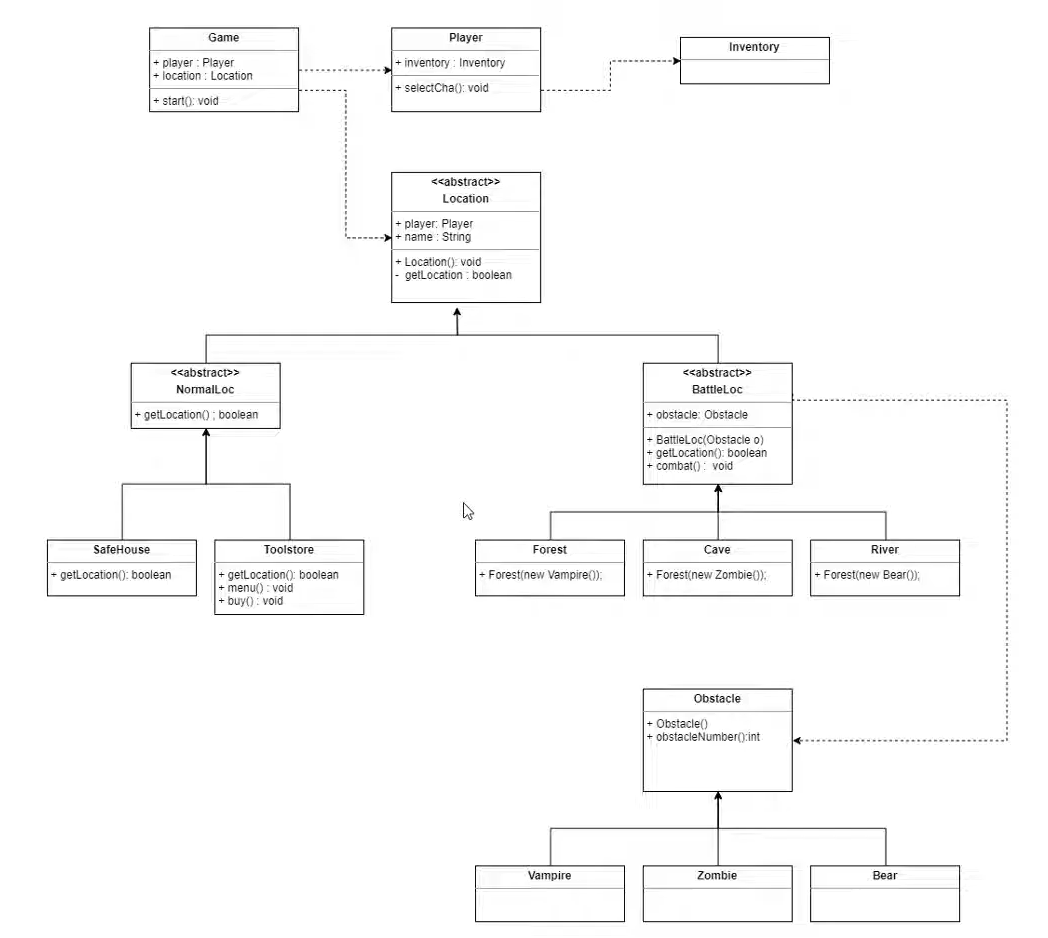 Game
+ player : Player
+ location : Location
+ start(): void
Player
+ inventory : Inventory
+ selectCha(): void
Inventory
<<abstract>>
Location
+ player: Player
+ name : String
+ Location(): void
- getLocation : boolean
<<abstract>>
NormalLoc
+ getLocation() ; boolean
<<abstract>>
BattleLoc
+ obstacle: Obstacle
+ BattleLoc(Obstacle o)
+ getLocation(): boolean
+ combat() : void
SafeHouse
+ getLocation(): boolean
Toolstore
+ getLocation(): boolean
+ menu() : void
+ buy() : void
Forest
+ Forest(new Vampire());
Cave
+ Forest(new Zombie());
River
+ Forest(new Bear());
Obstacle
+ Obstacle()
+ obstacleNumber():int
Vampire
Zombie
Bear